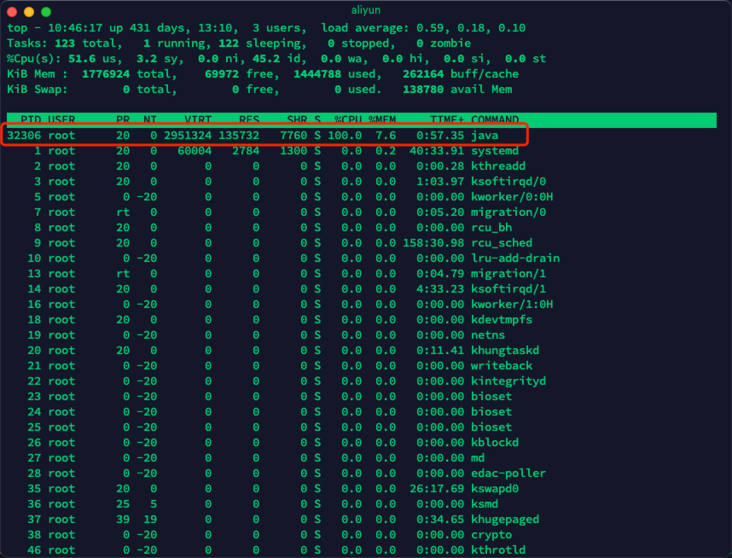 aliyun
top - 10:46:17 up 431 days, 13:10,  3 users,  load average: 0.59, 0.18, 0.10
Tasks: 123 total,   1 running, 122 sleeping,   0 stopped,   0 zombie
%Cpu(s): 51.6 us,  3.2 sy,  0.0 ni, 45.2 id,  0.0 wa,  0.0 hi,  0.0 si,  0.0 st
KiB Mem :  1776924 total,    69972 free,  1444788 used,   262164 buff/cache
KiB Swap:        0 total,        0 free,        0 used.   138780 avail Mem
PID USER PR NI VIRT RES SHR S %CPU %MEM TIME+ COMMAND
32306 root 20 0 2951324 135732 7760 S 100.0 7.6 0:57.35 java
1 root 20 0 60004 2784 1300 S 0.0 0.2 40:33.91 systemd
2 root 20 0 0 0 0 S 0.0 0.0 0:00.28 kthreadd
3 root 20 0 0 0 0 S 0.0 0.0 1:03.97 ksoftirqd/0
5 root 0 -20 0 0 0 S 0.0 0.0 0:00.00 kworker/0:0H
7 root rt 0 0 0 0 S 0.0 0.0 0:05.20 migration/0
8 root 20 0 0 0 0 S 0.0 0.0 0:00.00 rcu_bh
9 root 20 0 0 0 0 S 0.0 0.0 158:30.98 rcu_sched
10 root 0 -20 0 0 0 S 0.0 0.0 0:00.00 lru-add-drain
13 root rt 0 0 0 0 S 0.0 0.0 0:04.79 migration/1
14 root 20 0 0 0 0 S 0.0 0.0 4:33.23 ksoftirqd/1
16 root 0 -20 0 0 0 S 0.0 0.0 0:00.00 kworker/1:0H
18 root 20 0 0 0 0 S 0.0 0.0 0:00.00 kdevtmpfs
19 root 0 -20 0 0 0 S 0.0 0.0 0:00.00 netns
20 root 20 0 0 0 0 S 0.0 0.0 0:11.41 khungtaskd
21 root 0 -20 0 0 0 S 0.0 0.0 0:00.00 writeback
22 root 0 -20 0 0 0 S 0.0 0.0 0:00.00 kintegrityd
23 root 0 -20 0 0 0 S 0.0 0.0 0:00.00 bioset
24 root 0 -20 0 0 0 S 0.0 0.0 0:00.00 bioset
25 root 0 -20 0 0 0 S 0.0 0.0 0:00.00 bioset
26 root 0 -20 0 0 0 S 0.0 0.0 0:00.00 kblockd
27 root 0 -20 0 0 0 S 0.0 0.0 0:00.00 md
28 root 0 -20 0 0 0 S 0.0 0.0 0:00.00 edac-poller
35 root 20 0 0 0 0 S 0.0 0.0 26:17.69 kswapd0
36 root 25 5 0 0 0 S 0.0 0.0 0:00.00 ksmd
37 root 39 19 0 0 0 S 0.0 0.0 0:34.65 khugepaged
38 root 0 -20 0 0 0 S 0.0 0.0 0:00.00 crypto
46 root 0 -20 0 0 0 S 0.0 0.0 0:00.00 kthrotld